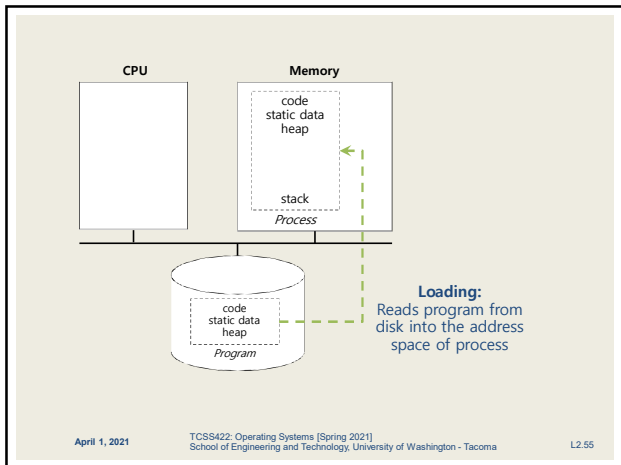 CPU
Memory
code
static data
heap
stack
Process
code
static data
heap
Program
Loading:
Reads program from
disk into the address
space of process
April 1, 2021
TCSS422: Operating Systems [Spring 2021]
School of Engineering and Technology, University of Washington - Tacoma
L2.55